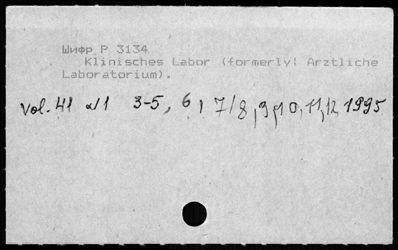 Шифр P 3134
Klinisches Labor (formerly! Arztliche
Laboratorium).
Vol. 41 N1 3-5, 6, 7/8, 9, 10, 11, 12 1995